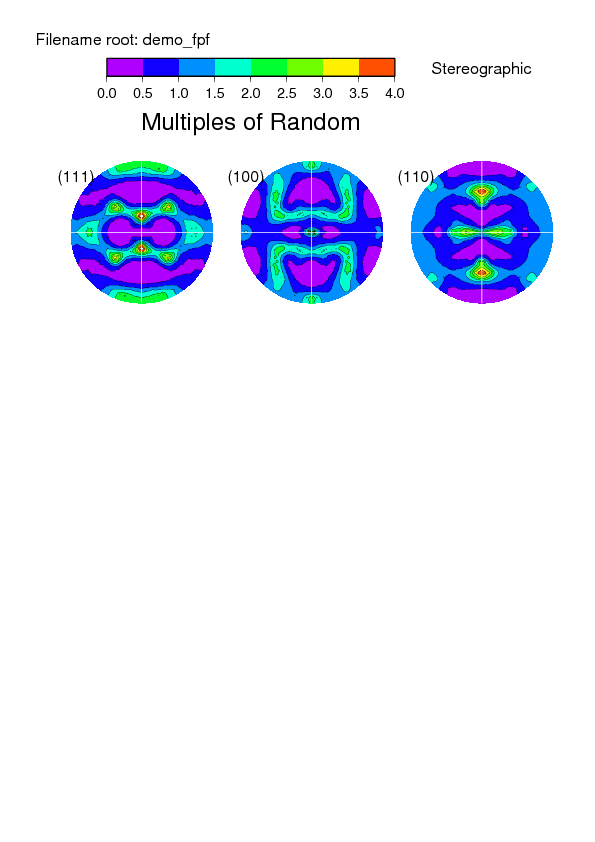 Filename root: demo_fpf
Stereographic
0.0 0.5 1.0 1.5 2.0 2.5 3.0 3.5 4.0
Multiples of Random
(111) (100) (110)